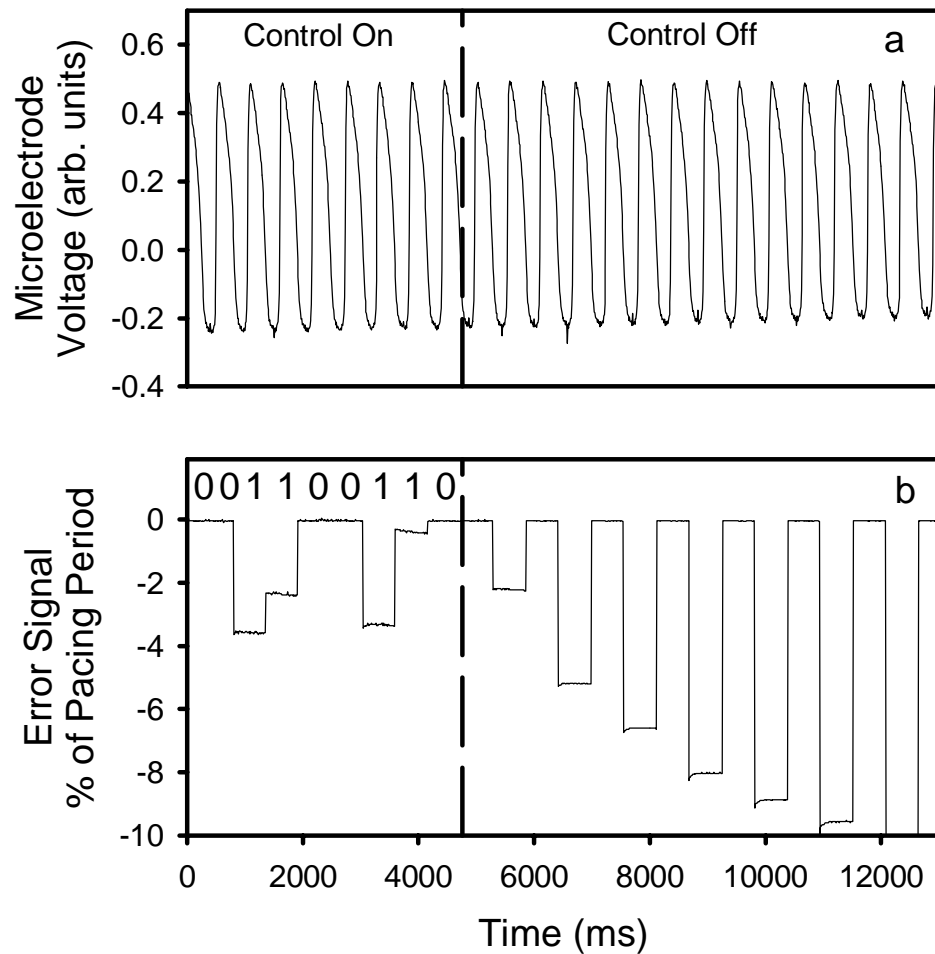 Control On
Control Off
a
0.6
0.4
0.2
0.0
-0.2
-0.4
Microelectrode
Voltage (arb. units)
0 0 1 1 0 0 1 1 0
b
0
-2
-4
-6
-8
-10
Error Signal
% of Pacing Period
0 2000 4000 6000 8000 10000 12000
Time (ms)